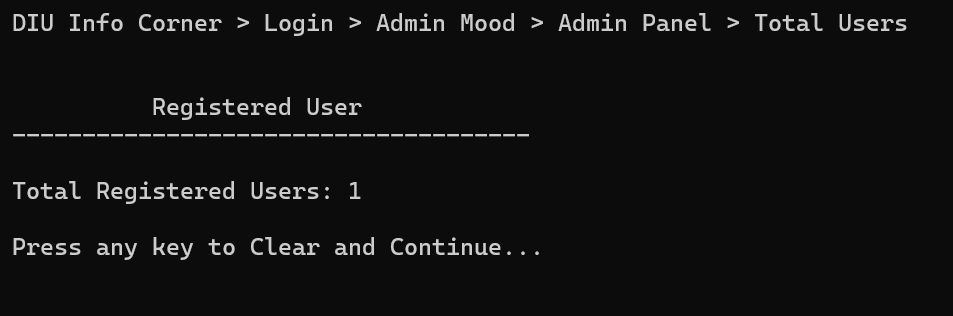 DIU Info Corner > Login > Admin Mood > Admin Panel > Total Users
Registered User
-------------------------------------
Total Registered Users: 1
Press any key to Clear and Continue...